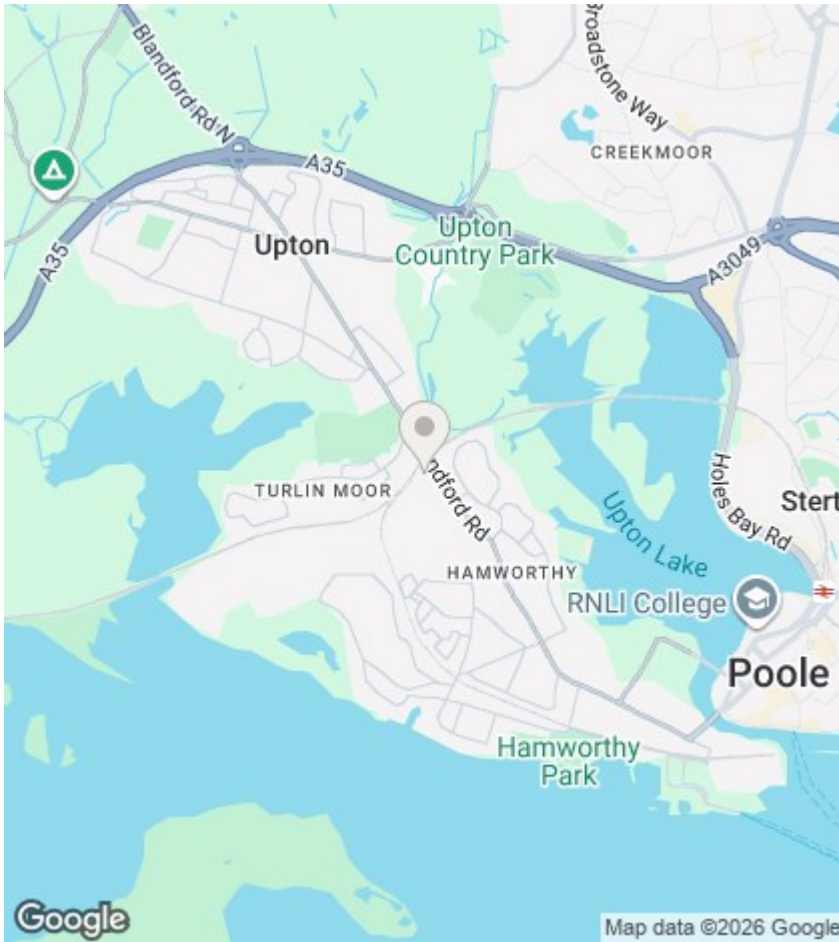 Blandford Rd N
Broadstone Way
CREEKMOOR
A35
Upton
Country Park
Upton
A35
A3049
ndford Rd
TURLIN MOOR
Holes Bay Rd
Stert
Upton Lake
HAMWORTHY
RNLI College
Poole
Hamworthy
Park
Google
Map data ©2026 Google